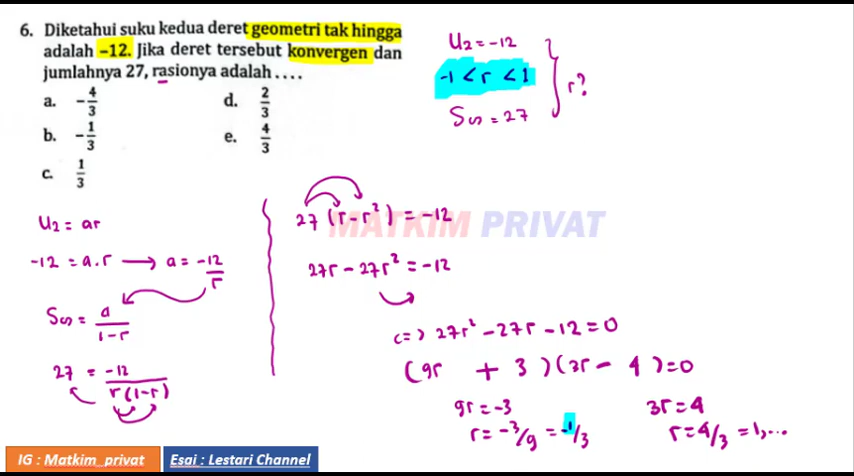 6. Diketahui suku kedua deret geometri tak hingga
adalah −12. Jika deret tersebut konvergen dan
jumlahnya 27, rasionya adalah . . . .
a. −4/3
b. −1/3
c. 1/3
d. 2/3
e. 4/3
U₂ = -12
-1 < r < 1
S∞ = 27
r?
U₂ = ar
-12 = a.r → a = -12/r
S∞ = a/1-r
27 = -12/r(1-r)
27 (r-r²) = -12
MATKIM PRIVAT
27r - 27r² = -12
(=) 27r² - 27r - 12 = 0
(9r + 3)(3r - 4) = 0
9r = -3
r = -3/9 = -1/3
3r = 4
r = 4/3 = 1,...
IG : Matkim_privat
Esai : Lestari Channel